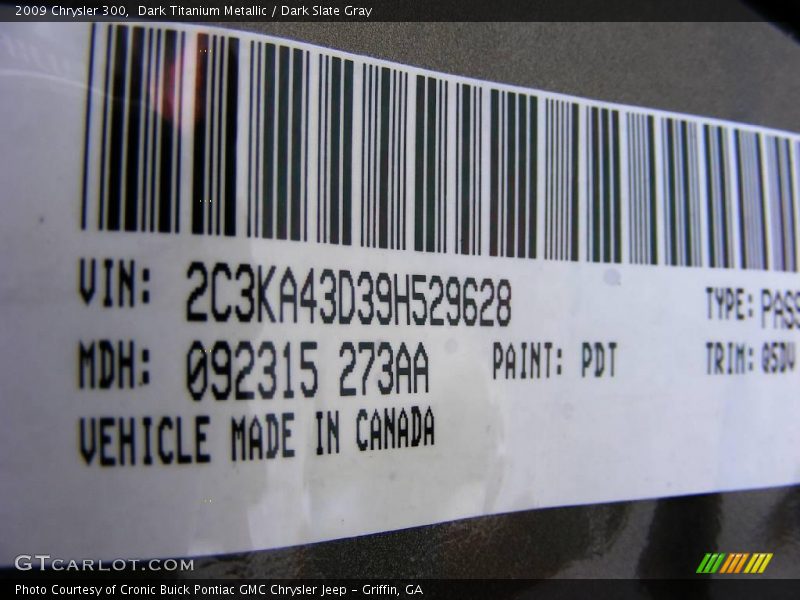 2009 Chrysler 300, Dark Titanium Metallic / Dark Slate Gray
VIN: 2C3KA43D39H529628 TYPE: PASS
MDH: 092315 273AA PAINT: PDT TRIM: Q5DV
VEHICLE MADE IN CANADA
GTCARLOT.COM
Photo Courtesy of Cronic Buick Pontiac GMC Chrysler Jeep - Griffin, GA